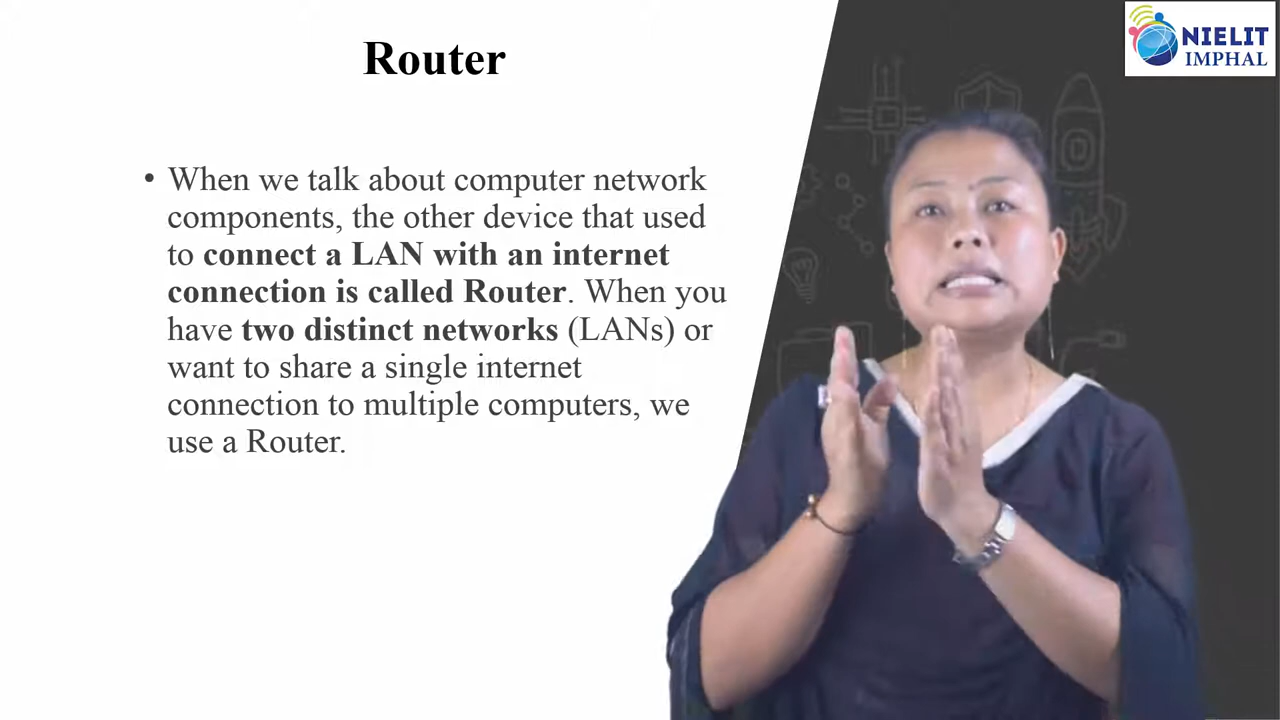 Router
NIELIT
IMPHAL
• When we talk about computer network
components, the other device that used
to connect a LAN with an internet
connection is called Router. When you
have two distinct networks (LANs) or
want to share a single internet
connection to multiple computers, we
use a Router.